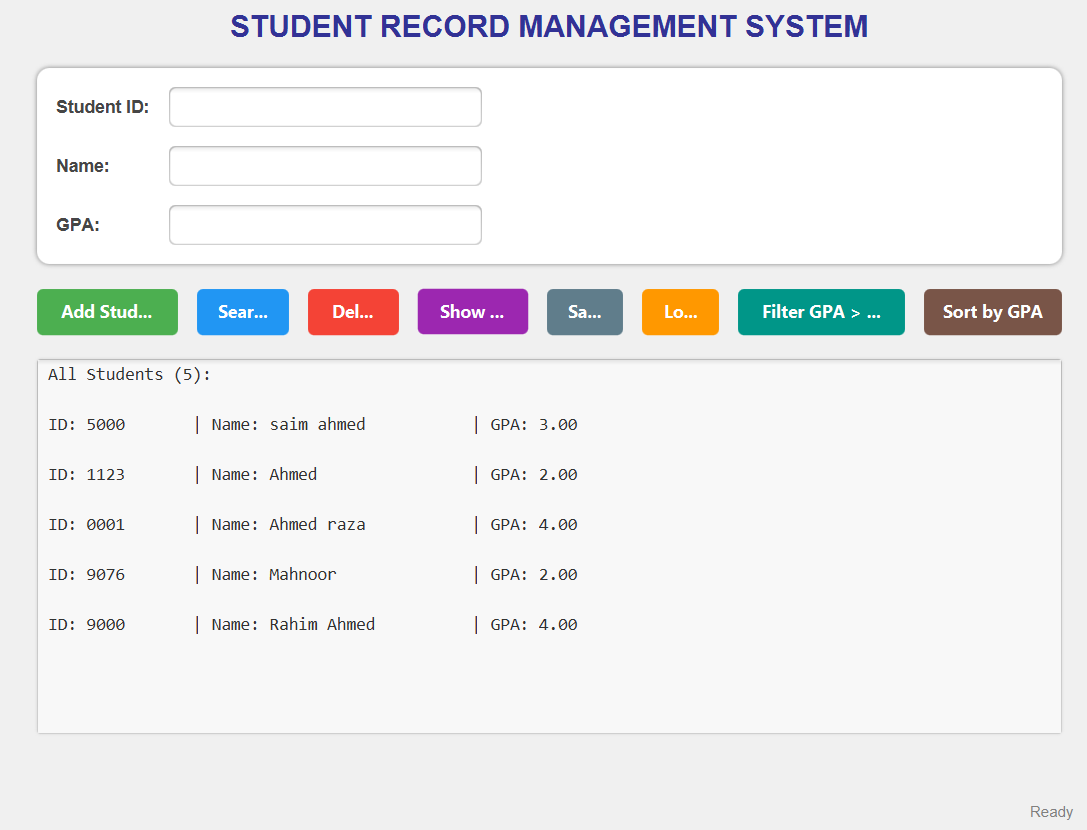 STUDENT RECORD MANAGEMENT SYSTEM
Student ID:
Name:
GPA:
Add Stud... Sear... Del... Show ... Sa... Lo... Filter GPA > ... Sort by GPA
All Students (5):
ID: 5000 | Name: saim ahmed | GPA: 3.00
ID: 1123 | Name: Ahmed | GPA: 2.00
ID: 0001 | Name: Ahmed raza | GPA: 4.00
ID: 9076 | Name: Mahnoor | GPA: 2.00
ID: 9000 | Name: Rahim Ahmed | GPA: 4.00
Ready